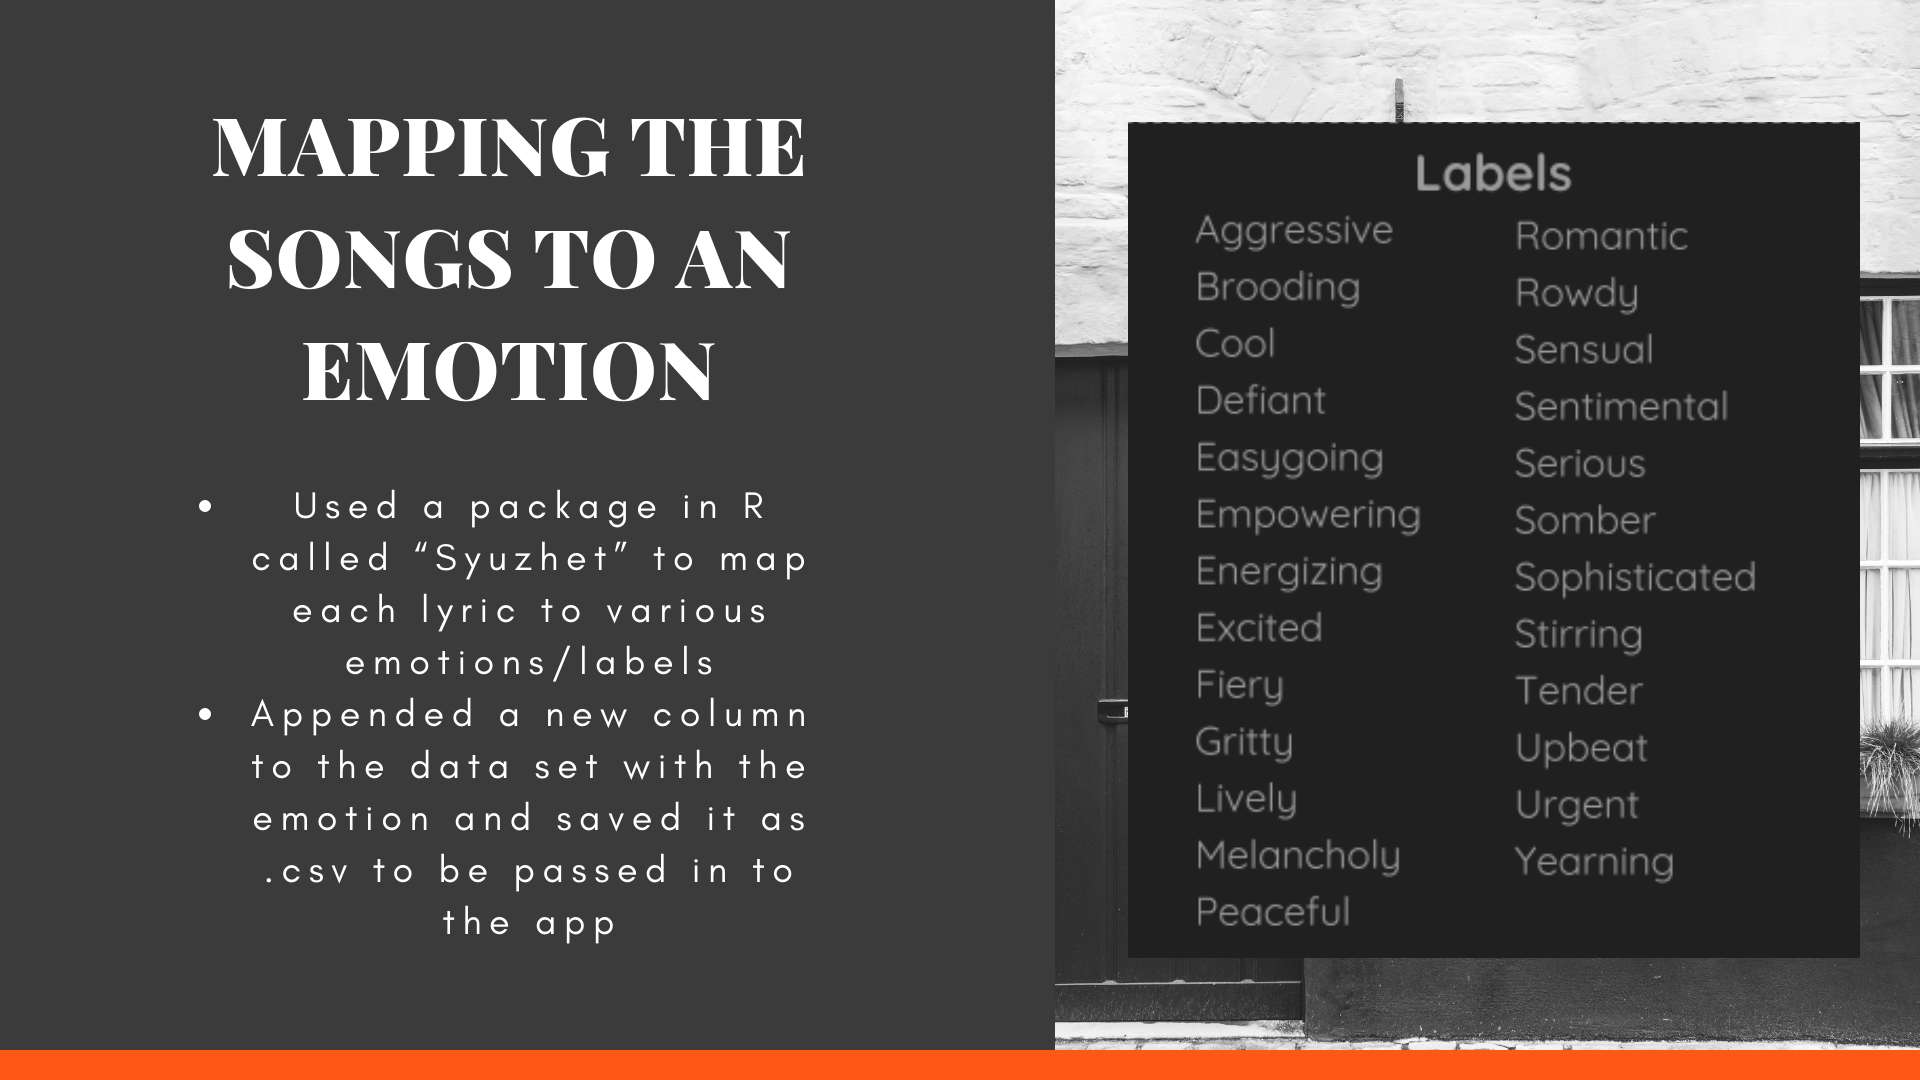 MAPPING THE
SONGS TO AN
EMOTION
• Used a package in R
called “Syuzhet” to map
each lyric to various
emotions/labels
• Appended a new column
to the data set with the
emotion and saved it as
.csv to be passed in to
the app
Labels
Aggressive
Brooding
Cool
Defiant
Easygoing
Empowering
Energizing
Excited
Fiery
Gritty
Lively
Melancholy
Peaceful
Romantic
Rowdy
Sensual
Sentimental
Serious
Somber
Sophisticated
Stirring
Tender
Upbeat
Urgent
Yearning